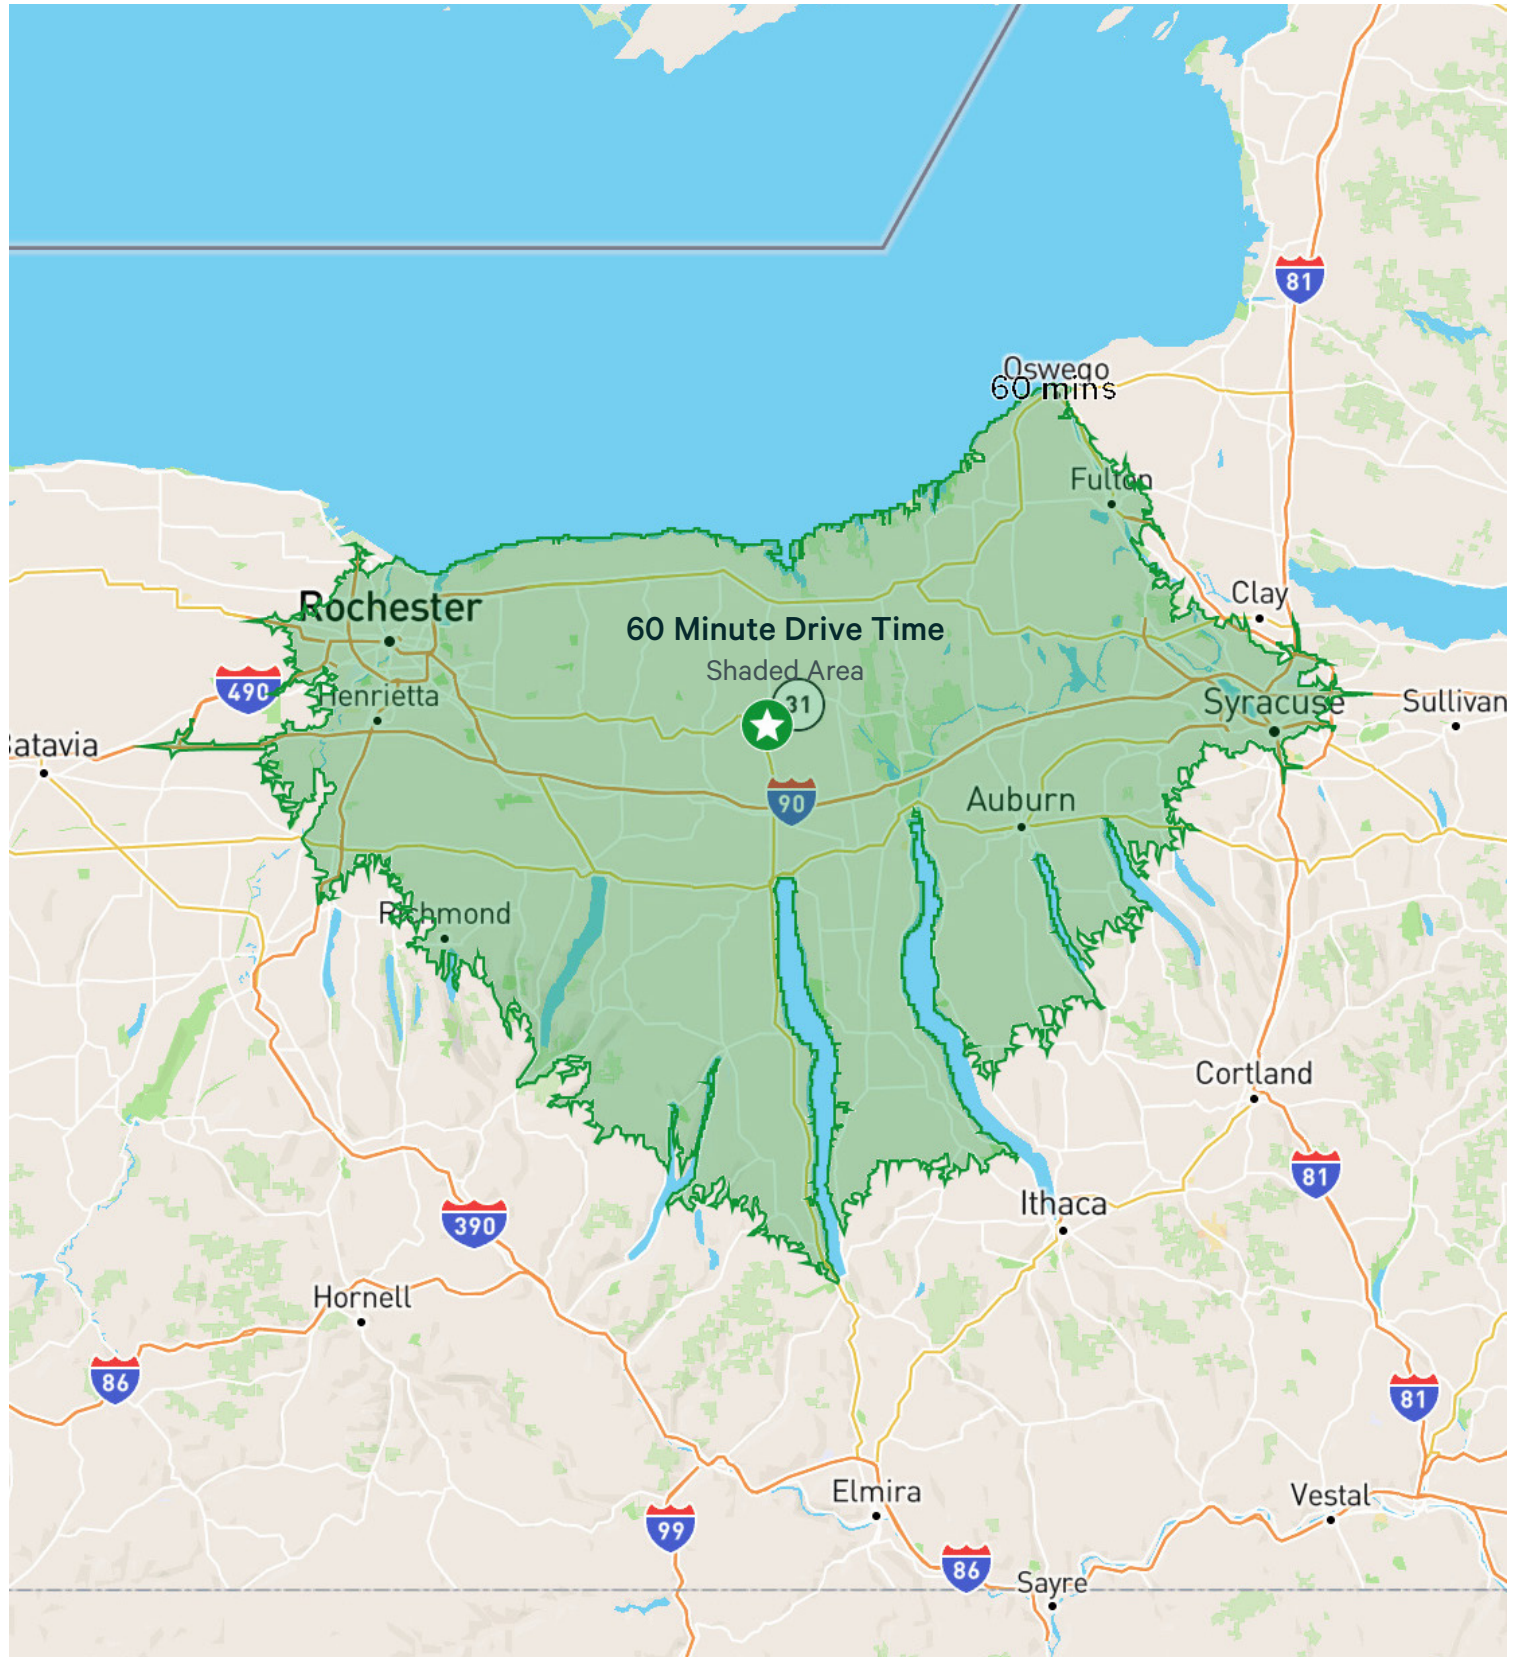 81
Oswego
60 mins
Fulton
Clay
Rochester
60 Minute Drive Time
Shaded Area
490
Henrietta
31
Syracuse
Sullivan
atavia
90
Auburn
Richmond
Cortland
81
Ithaca
390
Hornell
86
81
Elmira
Vestal
99
86
Sayre